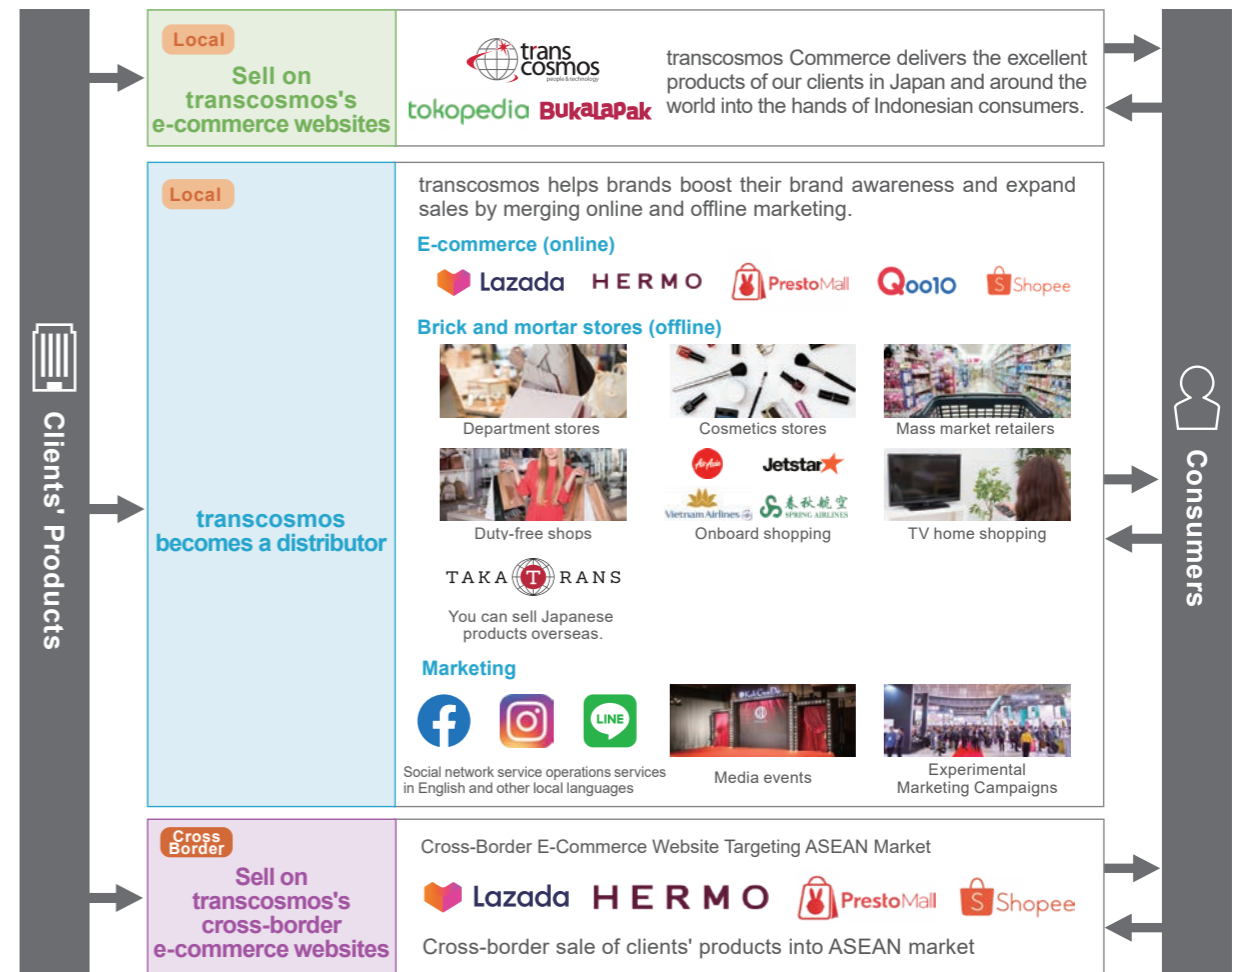 Clients' Products
Local
Sell on
transcosmos's
e-commerce websites
trans
cosmos
people & technology
tokopedia BukaLaPak
transcosmos Commerce delivers the excellent
products of our clients in Japan and around the
world into the hands of Indonesian consumers.
Local
transcosmos
becomes a distributor
transcosmos helps brands boost their brand awareness and expand
sales by merging online and offline marketing.
E-commerce (online)
Lazada HERMO PrestoMall Qoo10 Shopee
Brick and mortar stores (offline)
Department stores
Cosmetics stores
Mass market retailers
AirAsia
Jetstar
Vietnam Airlines
春秋航空
SPRING AIRLINES
Duty-free shops
Onboard shopping
TV home shopping
TAKA T RANS
You can sell Japanese
products overseas.
Marketing
LINE
Social network service operations services
in English and other local languages
Media events
Experimental
Marketing Campaigns
Cross
Border
Sell on
transcosmos's
cross-border
e-commerce websites
Cross-Border E-Commerce Website Targeting ASEAN Market
Lazada HERMO PrestoMall Shopee
Cross-border sale of clients' products into ASEAN market
Consumers